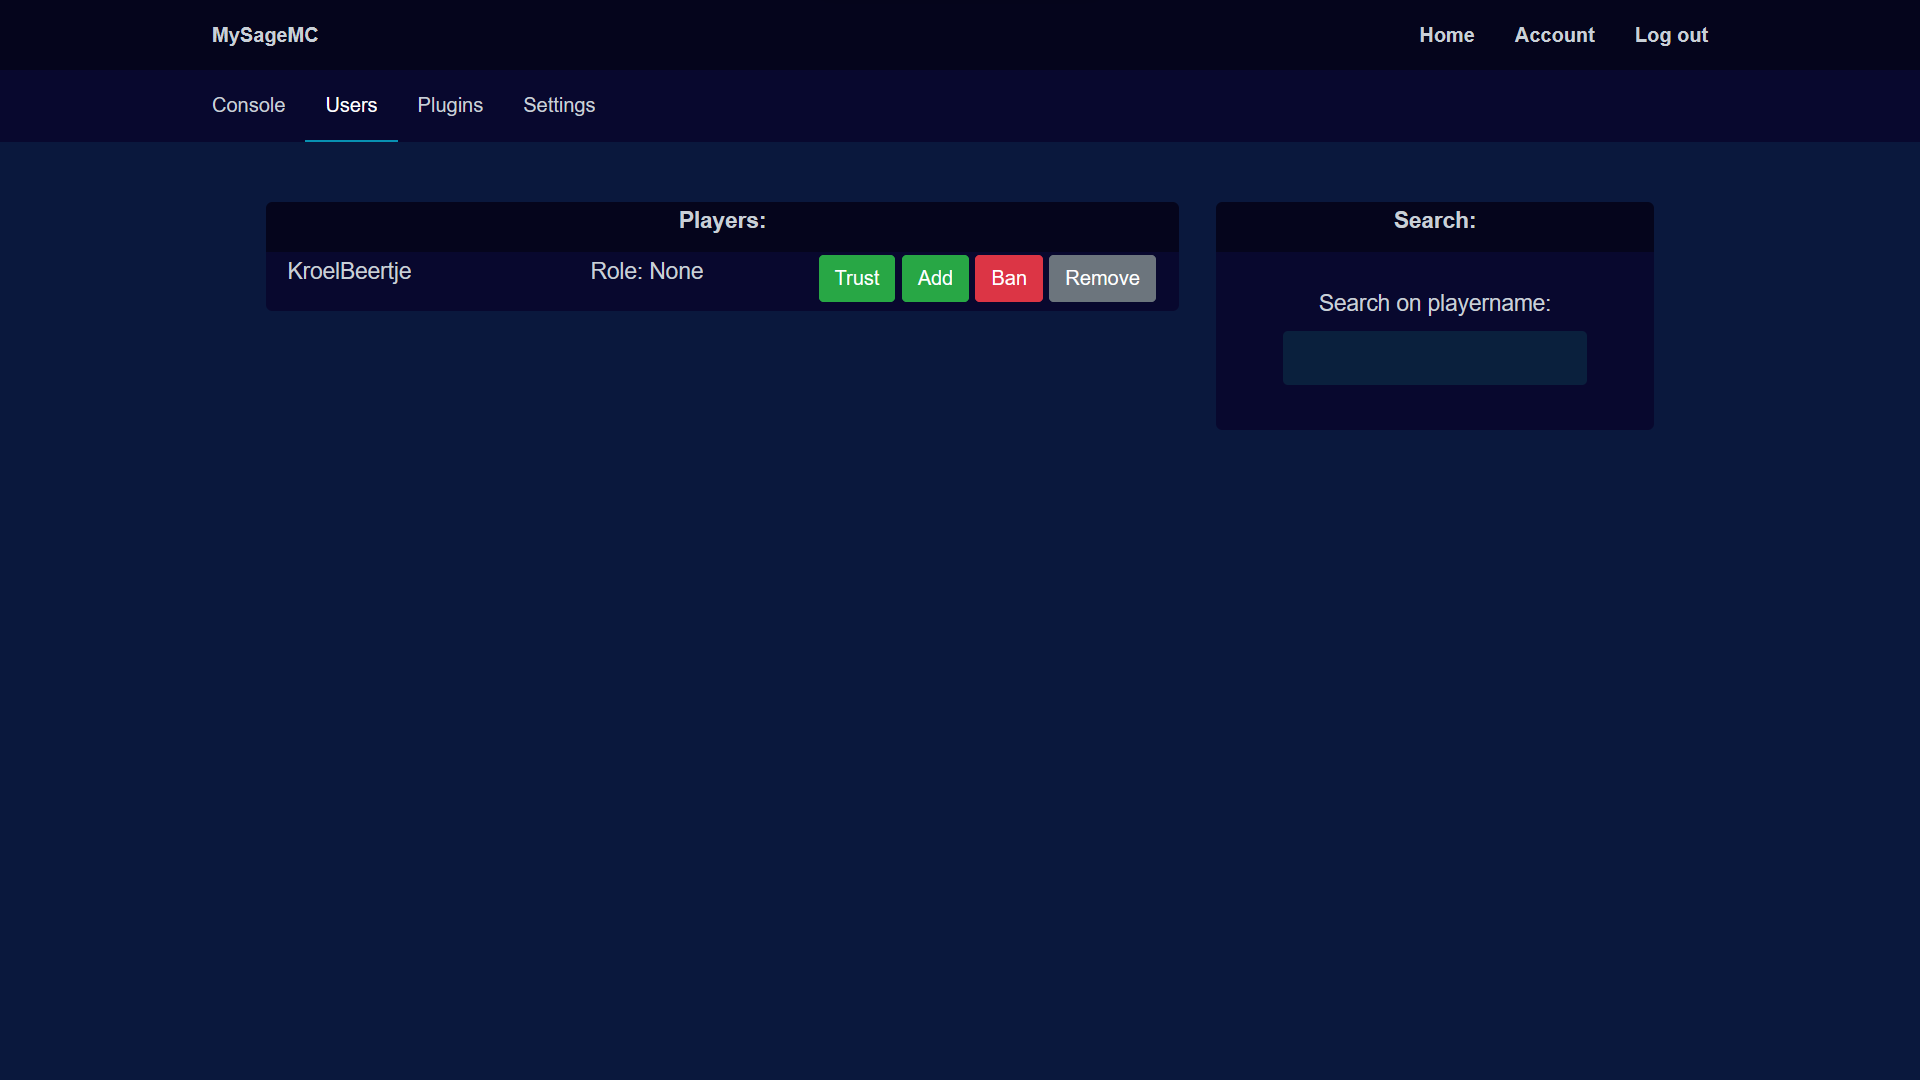 MySageMC
Home Account Log out
Console Users Plugins Settings
Players:
KroelBeertje Role: None Trust Add Ban Remove
Search:
Search on playername: